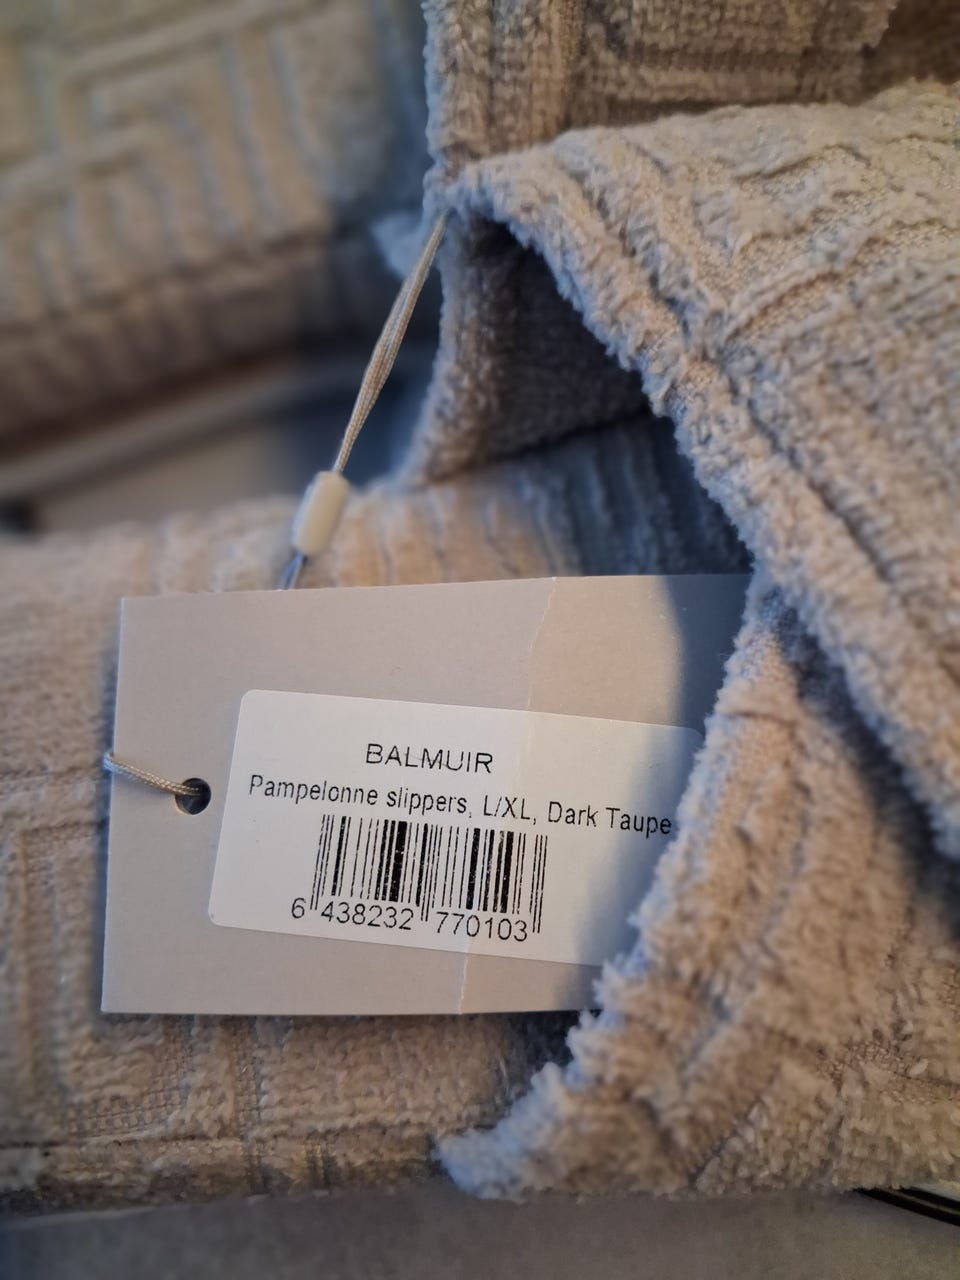 BALMUIR
Pampelonne slippers, L/XL, Dark Taupe
6 438232 770103